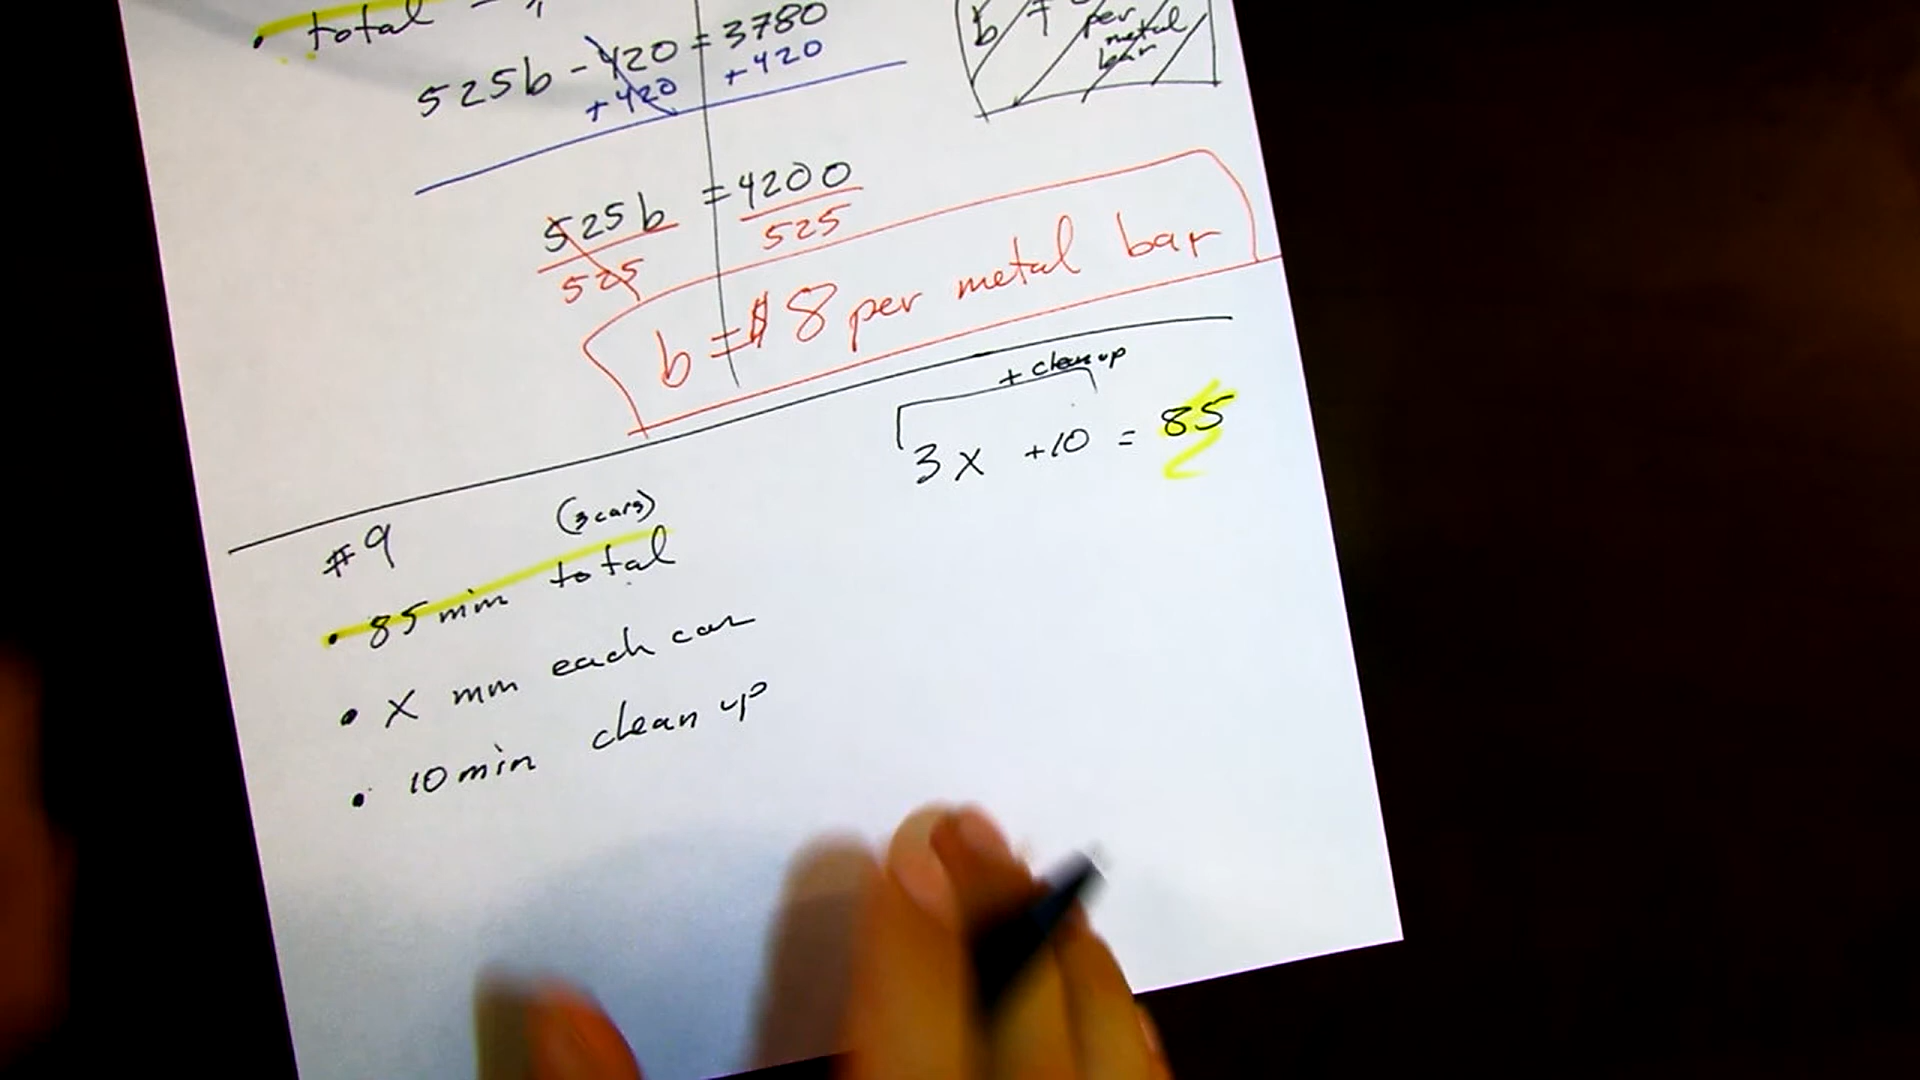 • total
525b - 420 = 3780
+420 +420
525b = 4200
525 525
b = $8 per metal bar
b
per
metal
bar
+ clean up
3x +10 = 85
#9 (3 cars)
• 85 min total
• x min each car
• 10 min clean up